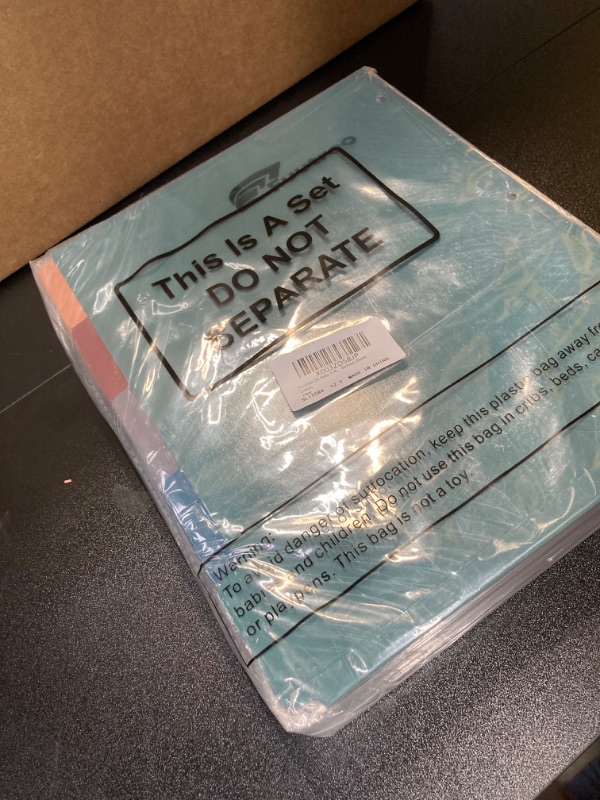 This Is A Set
DO NOT
SEPARATE
MADE IN CHINA
Warning:
To avoid danger of suffocation, keep this plastic bag away fro
babies and children. Do not use this bag in cribs, beds, ca
or playpens. This bag is not a toy.